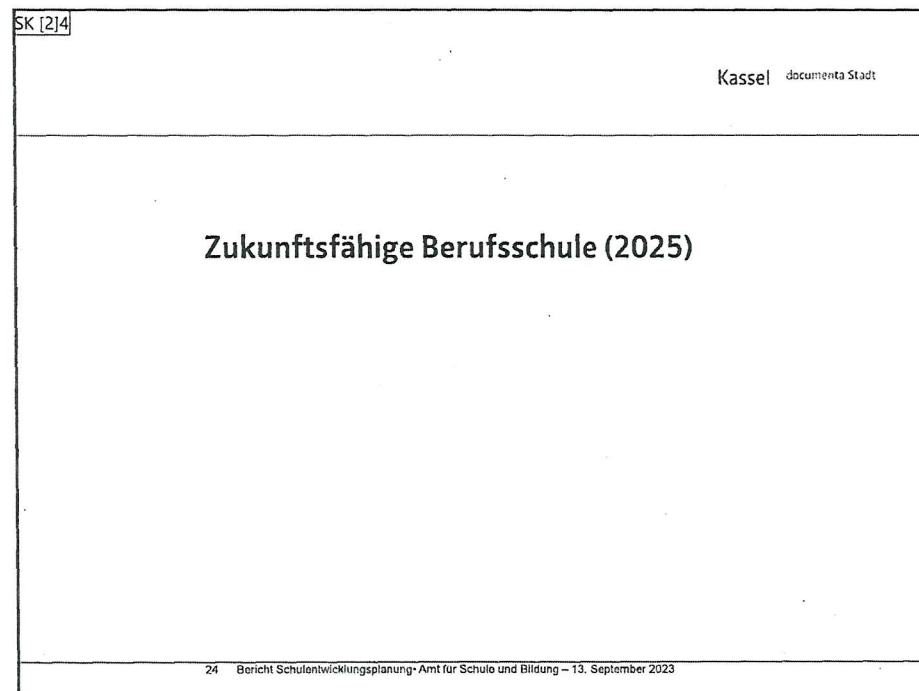 SK [2]4
Kassel documenta Stadt
Zukunftsfähige Berufsschule (2025)
24 Bericht Schulentwicklungsplanung- Amt für Schule und Bildung – 13. September 2023